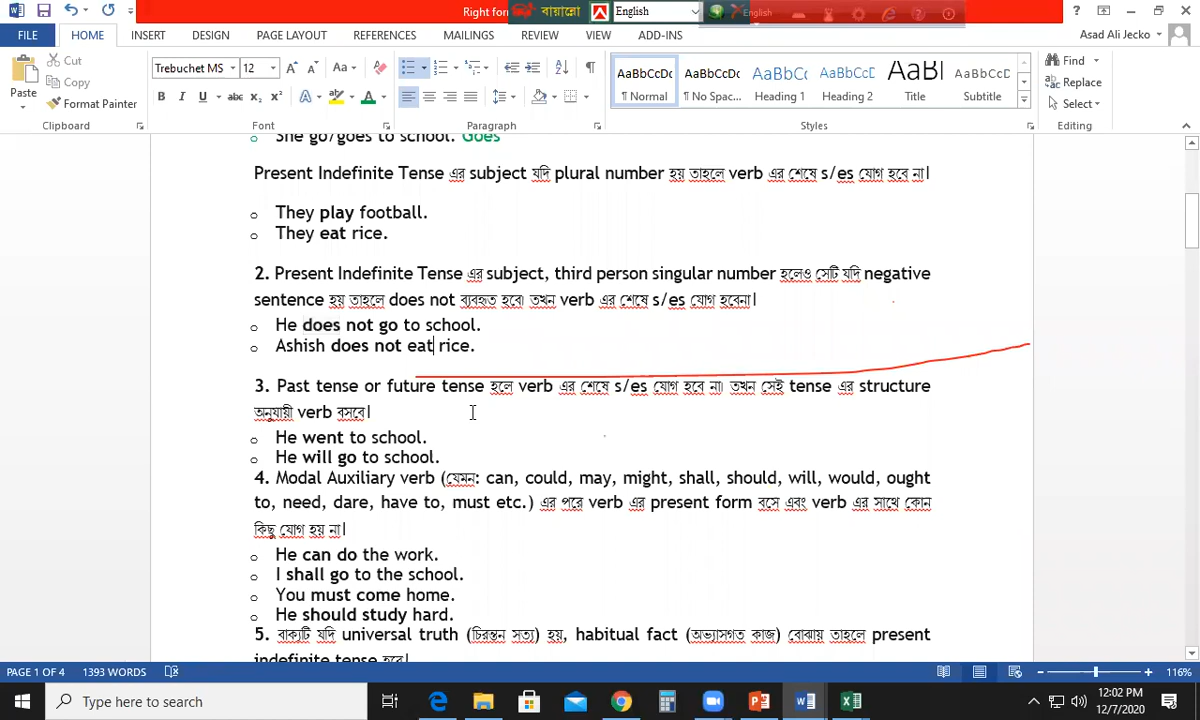 Right for
বায়ান্নো
English
English
FILE
HOME
INSERT
DESIGN
PAGE LAYOUT
REFERENCES
MAILINGS
REVIEW
VIEW
ADD-INS
Asad Ali Jecko
Paste
Cut
Copy
Format Painter
Clipboard
Trebuchet MS
12
Font
Paragraph
AaBbCcDc
¶ Normal
AaBbCcDc
¶ No Spac...
AaBbCc
Heading 1
AaBbCcD
Heading 2
AaBl
Title
AaBbCcD
Subtitle
Styles
Find
Replace
Select
Editing
She go/goes to school. Goes
Present Indefinite Tense এর subject যদি plural number হয় তাহলে verb এর শেষে s/es যোগ হবে না।
They play football.
They eat rice.
2. Present Indefinite Tense এর subject, third person singular number হলেও সেটি যদি negative
sentence হয় তাহলে does not ব্যবহৃত হবে। তখন verb এর শেষে s/es যোগ হবেনা।
He does not go to school.
Ashish does not eat rice.
3. Past tense or future tense হলে verb এর শেষে s/es যোগ হবে না। তখন সেই tense এর structure
অনুযায়ী verb বসবে।
He went to school.
He will go to school.
4. Modal Auxiliary verb (যেমন: can, could, may, might, shall, should, will, would, ought
to, need, dare, have to, must etc.) এর পরে verb এর present form বসে এবং verb এর সাথে কোন
কিছু যোগ হয় না।
He can do the work.
I shall go to the school.
You must come home.
He should study hard.
5. বাক্যটি যদি universal truth (চিরন্তন সত্য) হয়, habitual fact (অভ্যাসগত কাজ) বোঝায় তাহলে present
indefinite tense হবে।
PAGE 1 OF 4
1393 WORDS
116%
Type here to search
12:02 PM
12/7/2020